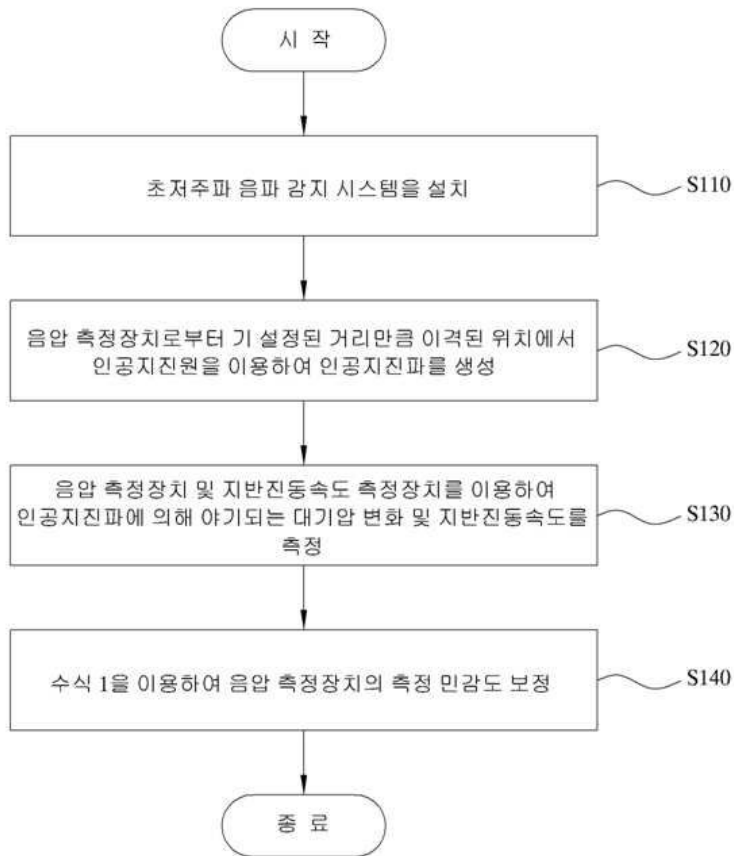 시 작
초저주파 음파 감지 시스템을 설치
S110
음압 측정장치로부터 기 설정된 거리만큼 이격된 위치에서
인공지진원을 이용하여 인공지진파를 생성
S120
음압 측정장치 및 지반진동속도 측정장치를 이용하여
인공지진파에 의해 야기되는 대기압 변화 및 지반진동속도를
측정
S130
수식 1을 이용하여 음압 측정장치의 측정 민감도 보정
S140
종 료